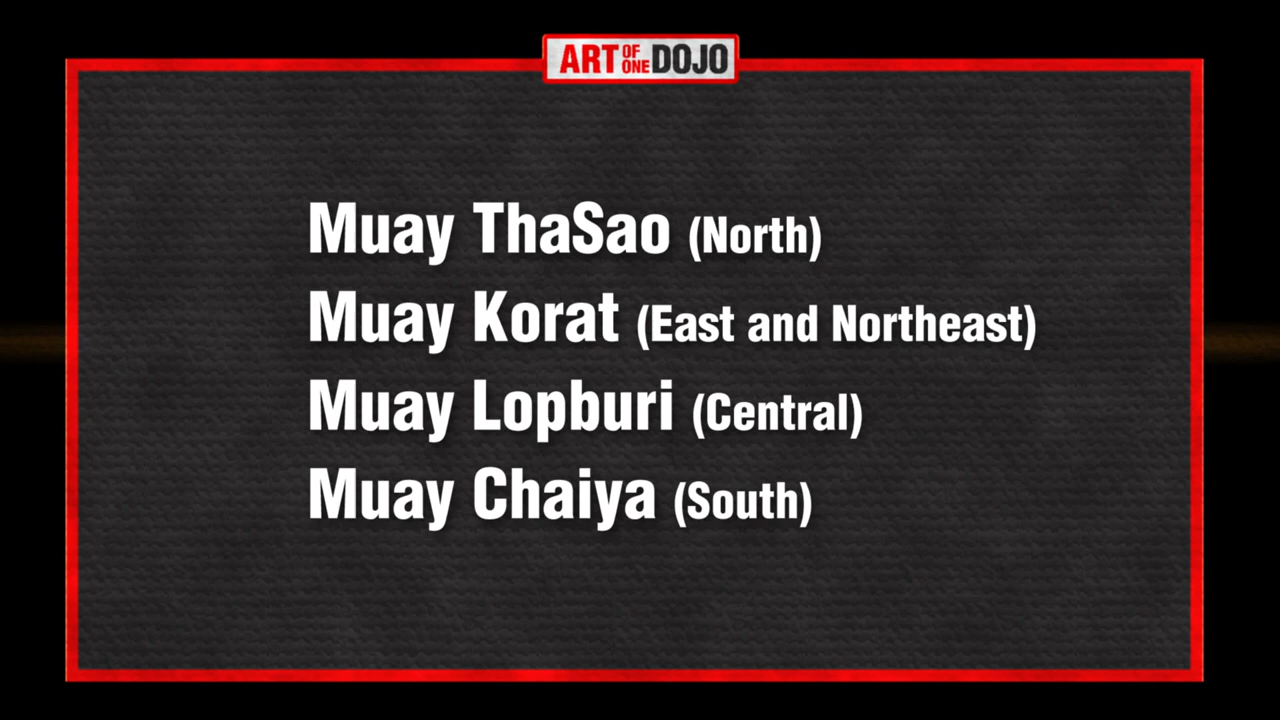 ART OF ONE DOJO
Muay ThaSao (North)
Muay Korat (East and Northeast)
Muay Lopburi (Central)
Muay Chaiya (South)